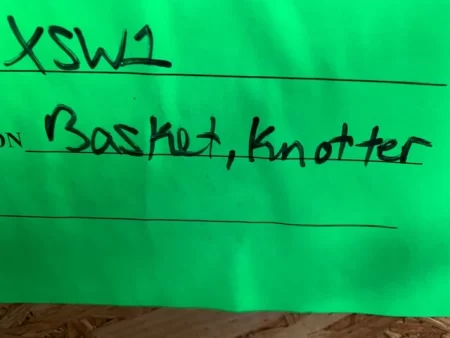 XSW1
ON Basket, Knotter